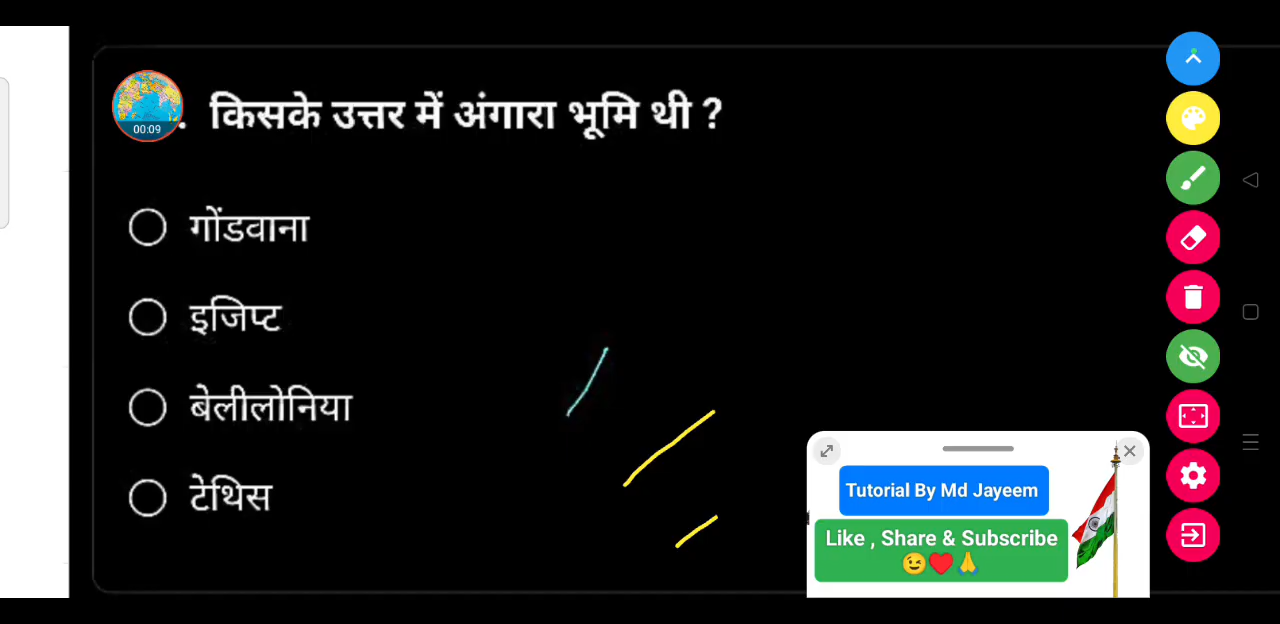 . किसके उत्तर में अंगारा भूमि थी ?
00:09
गोंडवाना
इजिप्ट
बेलीलोनिया
टेथिस
Tutorial By Md Jayeem
Like , Share & Subscribe
😉❤️🙏